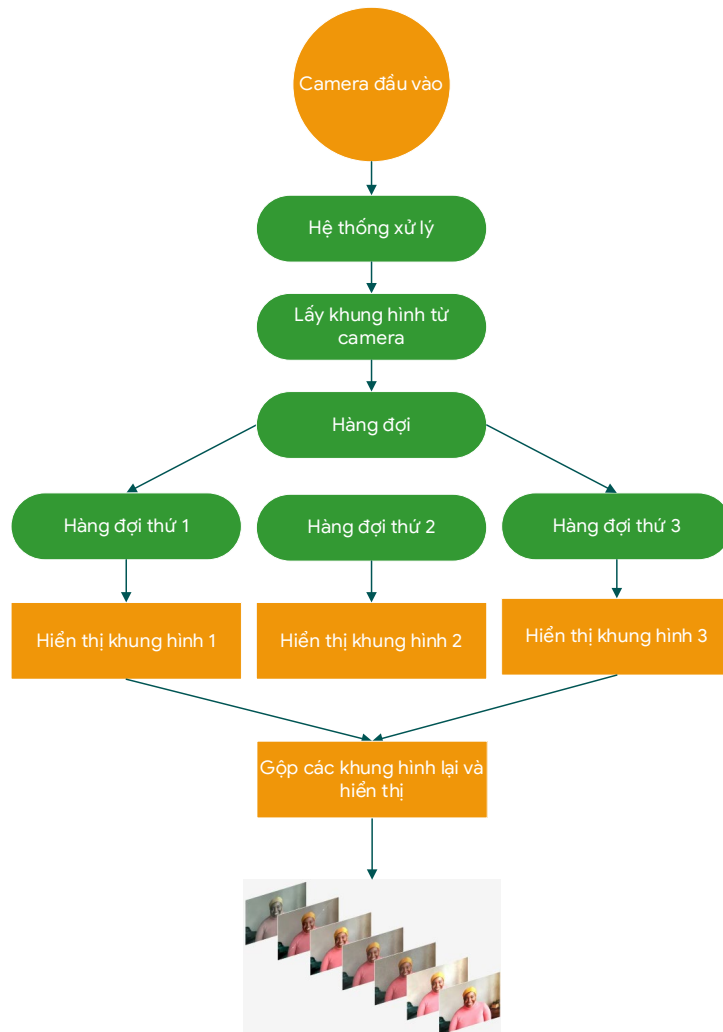 Camera đầu vào
Hệ thống xử lý
Lấy khung hình từ
camera
Hàng đợi
Hàng đợi thứ 1
Hàng đợi thứ 2
Hàng đợi thứ 3
Hiển thị khung hình 1
Hiển thị khung hình 2
Hiển thị khung hình 3
Gộp các khung hình lại và
hiển thị